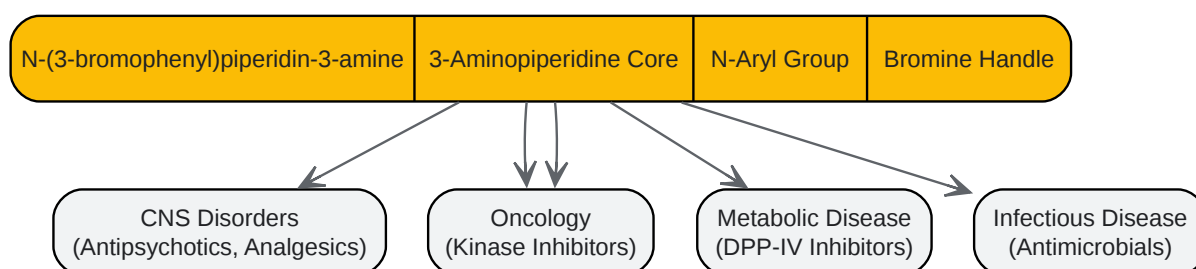 N-(3-bromophenyl)piperidin-3-amine
3-Aminopiperidine Core
N-Aryl Group
Bromine Handle
CNS Disorders
(Antipsychotics, Analgesics)
Oncology
(Kinase Inhibitors)
Metabolic Disease
(DPP-IV Inhibitors)
Infectious Disease
(Antimicrobials)